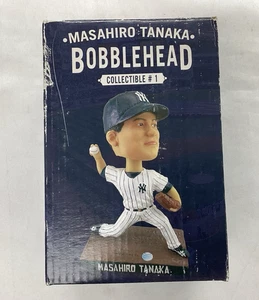 ·MASAHIRO TANAKA·
BOBBLEHEAD
COLLECTIBLE #1
MASAHIRO TANAKA